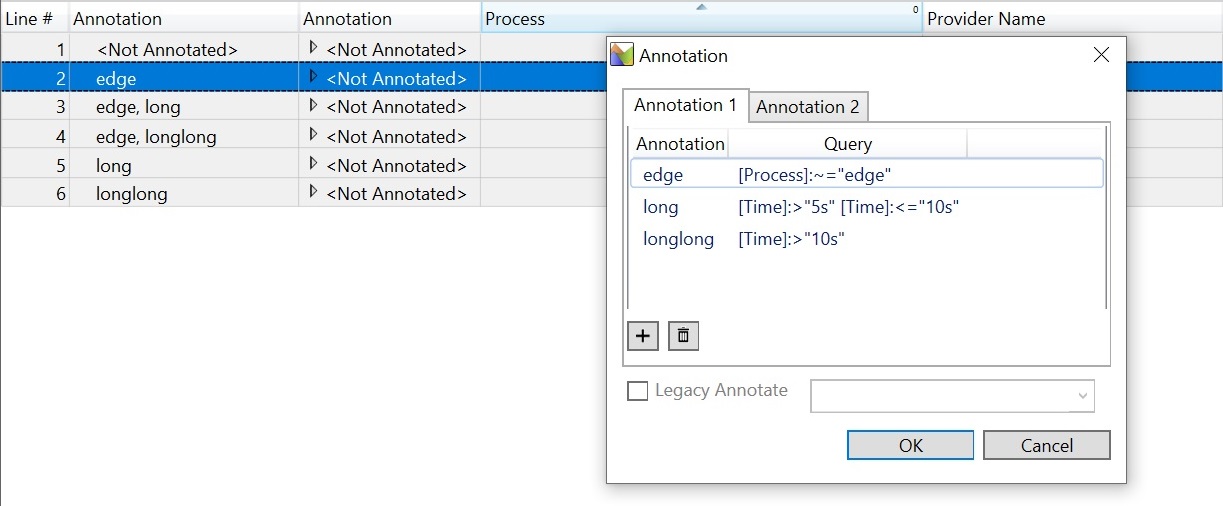 Line # Annotation Annotation Process 0 Provider Name
1 <Not Annotated> <Not Annotated>
2 edge <Not Annotated>
3 edge, long <Not Annotated>
4 edge, longlong <Not Annotated>
5 long <Not Annotated>
6 longlong <Not Annotated>
Annotation
Annotation 1 Annotation 2
Annotation Query
edge [Process]:~="edge"
long [Time]:>"5s" [Time]:<="10s"
longlong [Time]:>"10s"
Legacy Annotate
OK Cancel